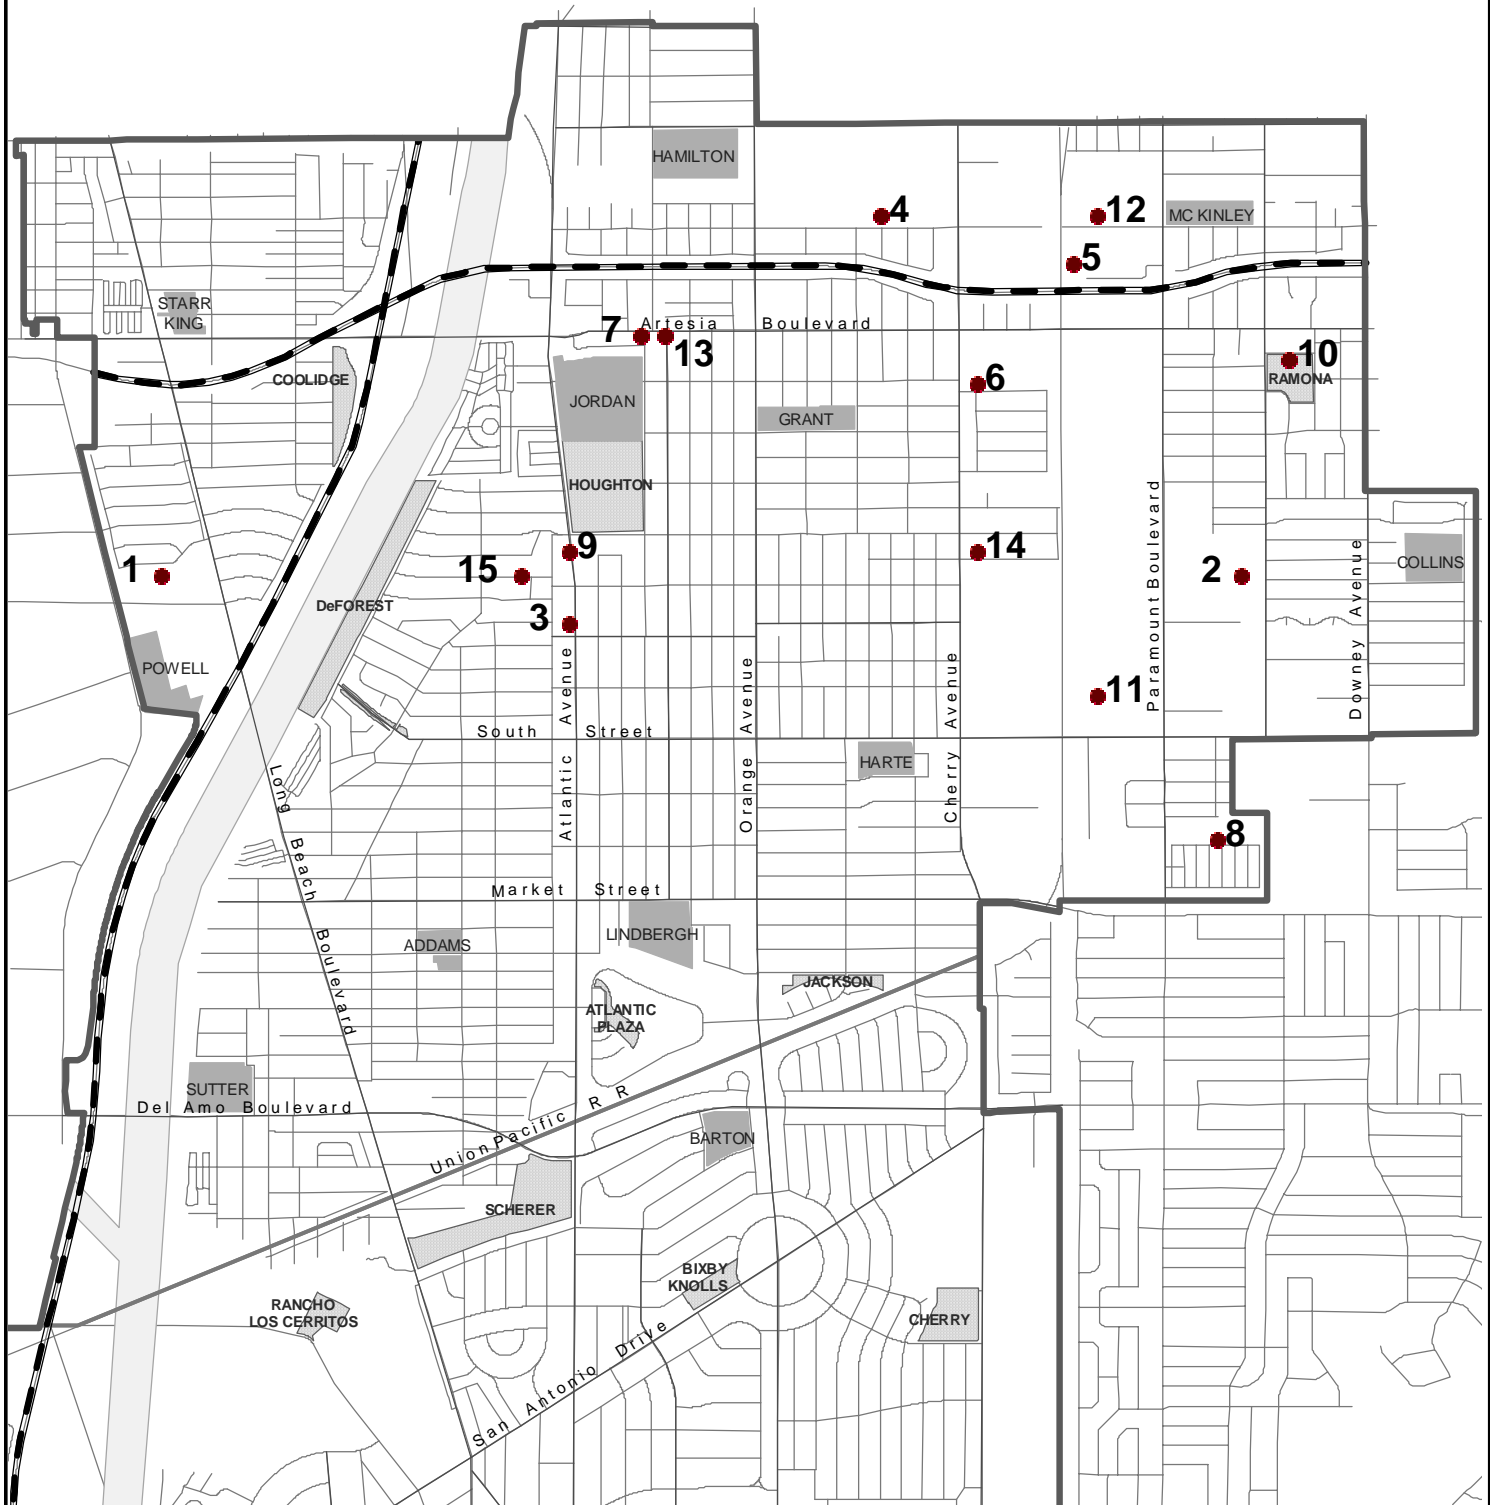 HAMILTON
4
12
MC KINLEY
5
STARR
KING
7
Artesia Boulevard
13
10
RAMONA
COOLIDGE
6
JORDAN
GRANT
HOUGHTON
Paramount Boulevard
9
14
1
15
2
COLLINS
DeFOREST
3
Downey Avenue
POWELL
11
South Street
Atlantic Avenue
Orange Avenue
Cherry Avenue
HARTE
Long Beach Boulevard
8
Market Street
ADDAMS
LINDBERGH
JACKSON
ATLANTIC
PLAZA
SUTTER
Del Amo Boulevard
Union Pacific R R
BARTON
SCHERER
BIXBY
KNOLLS
RANCHO
LOS CERRITOS
CHERRY
San Antonio Drive